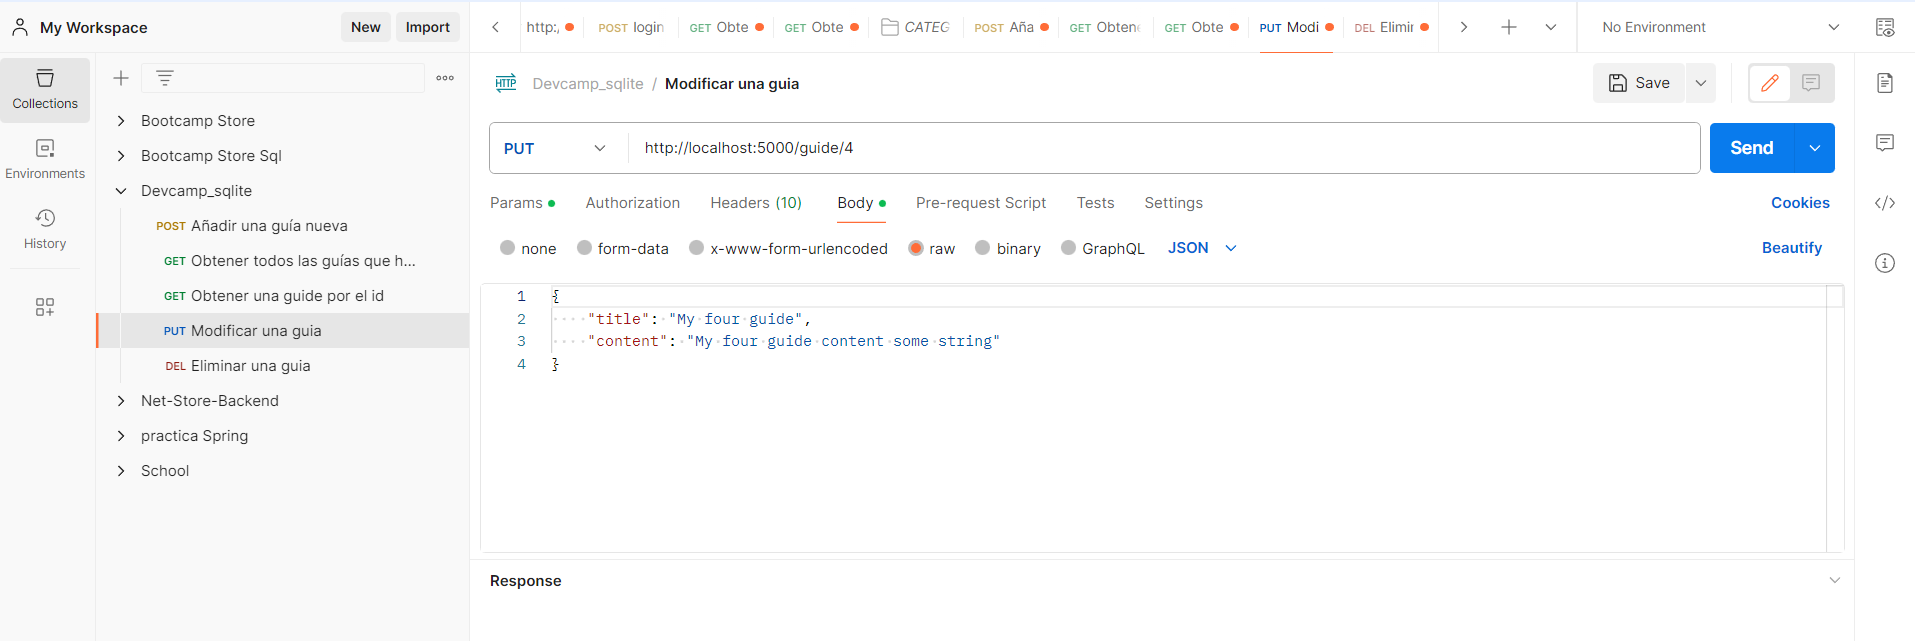 My Workspace
New
Import
http:,
POST login
GET Obte
GET Obte
CATEG
POST Aña
GET Obten
GET Obte
PUT Modi
DEL Elimir
No Environment
Collections
Environments
History
Bootcamp Store
Bootcamp Store Sql
Devcamp_sqlite
POST Añadir una guía nueva
GET Obtener todos las guías que h...
GET Obtener una guide por el id
PUT Modificar una guia
DEL Eliminar una guia
Net-Store-Backend
practica Spring
School
HTTP Devcamp_sqlite / Modificar una guia
Save
PUT http://localhost:5000/guide/4
Send
Params Authorization Headers (10) Body Pre-request Script Tests Settings
Cookies
none form-data x-www-form-urlencoded raw binary GraphQL JSON
Beautify
1 {
2 "title": "My four guide",
3 "content": "My four guide content some string"
4 }
Response